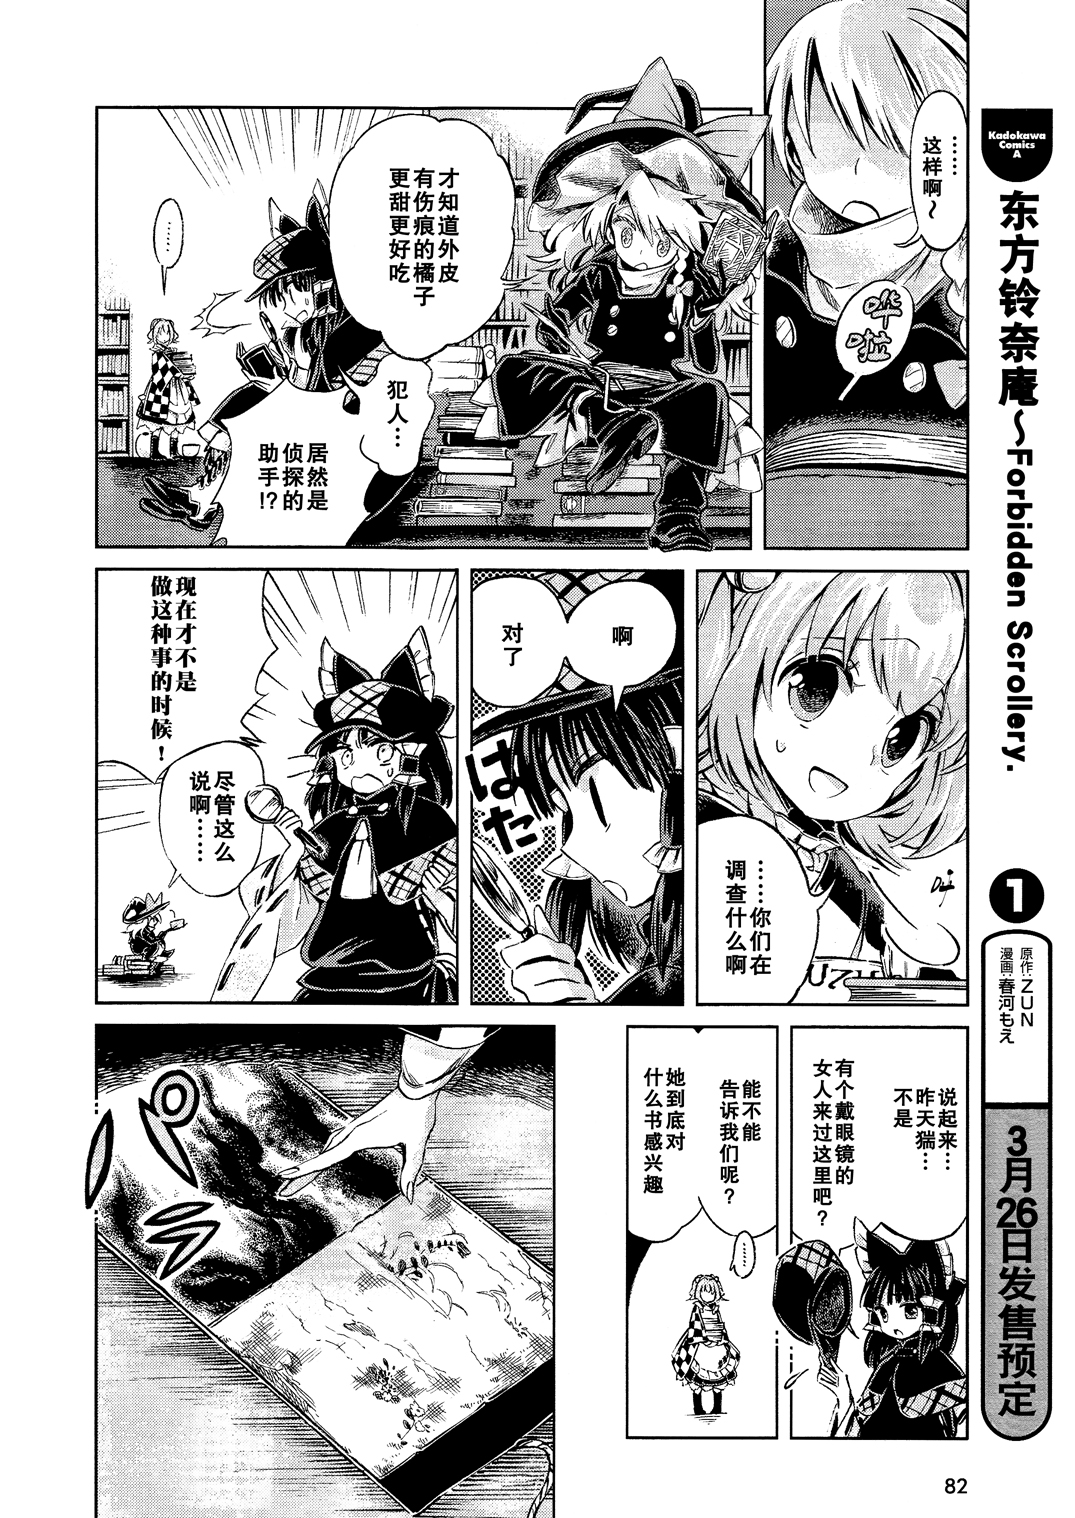 ……
这样啊～
哗啦
才知道外皮
有伤痕的橘子
更甜更好吃
犯人…
居然是
侦探的
助手!?
……
……你们在
调查什么啊
啊
对了
はた
现在才不是
做这种事的时候！
尽管这么
说啊……
说起来…
昨天猯…
不是
有个戴眼镜的
女人来过这里吧？
能不能
告诉我们呢？
她到底对
什么书感兴趣
……
パラ
Kadokawa
Comics
A
东方铃奈庵～Forbidden Scrollery.
1
原作：ZUN
漫画：春河もえ
3月26日发售预定
82